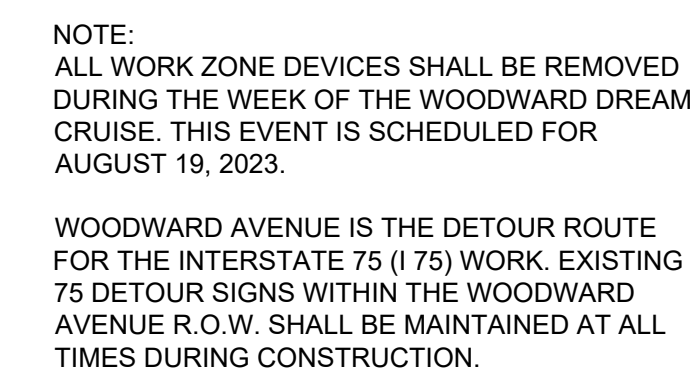 NOTE:
ALL WORK ZONE DEVICES SHALL BE REMOVED
DURING THE WEEK OF THE WOODWARD DREAM
CRUISE. THIS EVENT IS SCHEDULED FOR
AUGUST 19, 2023.
WOODWARD AVENUE IS THE DETOUR ROUTE
FOR THE INTERSTATE 75 (I 75) WORK. EXISTING
75 DETOUR SIGNS WITHIN THE WOODWARD
AVENUE R.O.W. SHALL BE MAINTAINED AT ALL
TIMES DURING CONSTRUCTION.